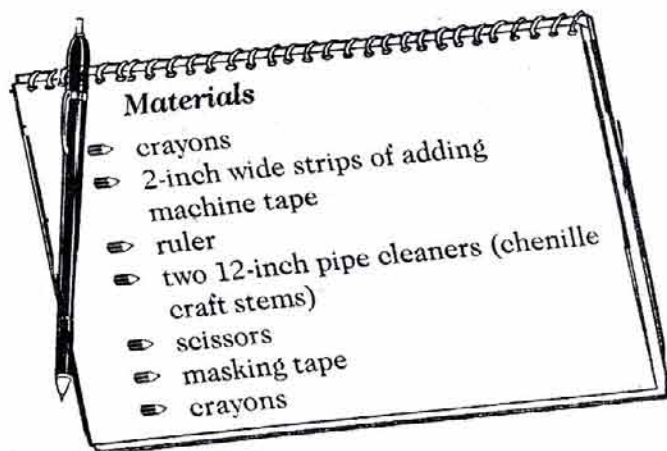 Materials
crayons
2-inch wide strips of adding
machine tape
ruler
two 12-inch pipe cleaners (chenille
craft stems)
scissors
masking tape
crayons